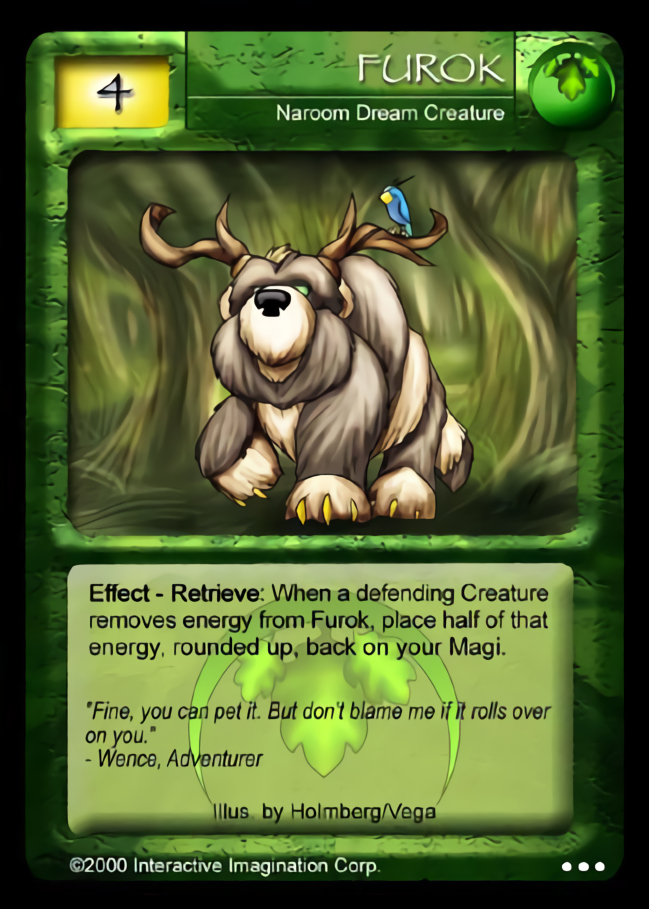 4
FUROK
Naroom Dream Creature
Effect - Retrieve: When a defending Creature
removes energy from Furok, place half of that
energy, rounded up, back on your Magi.
"Fine, you can pet it. But don't blame me if it rolls over
on you."
- Wence, Adventurer
Illus. by Holmberg/Vega
©2000 Interactive Imagination Corp.